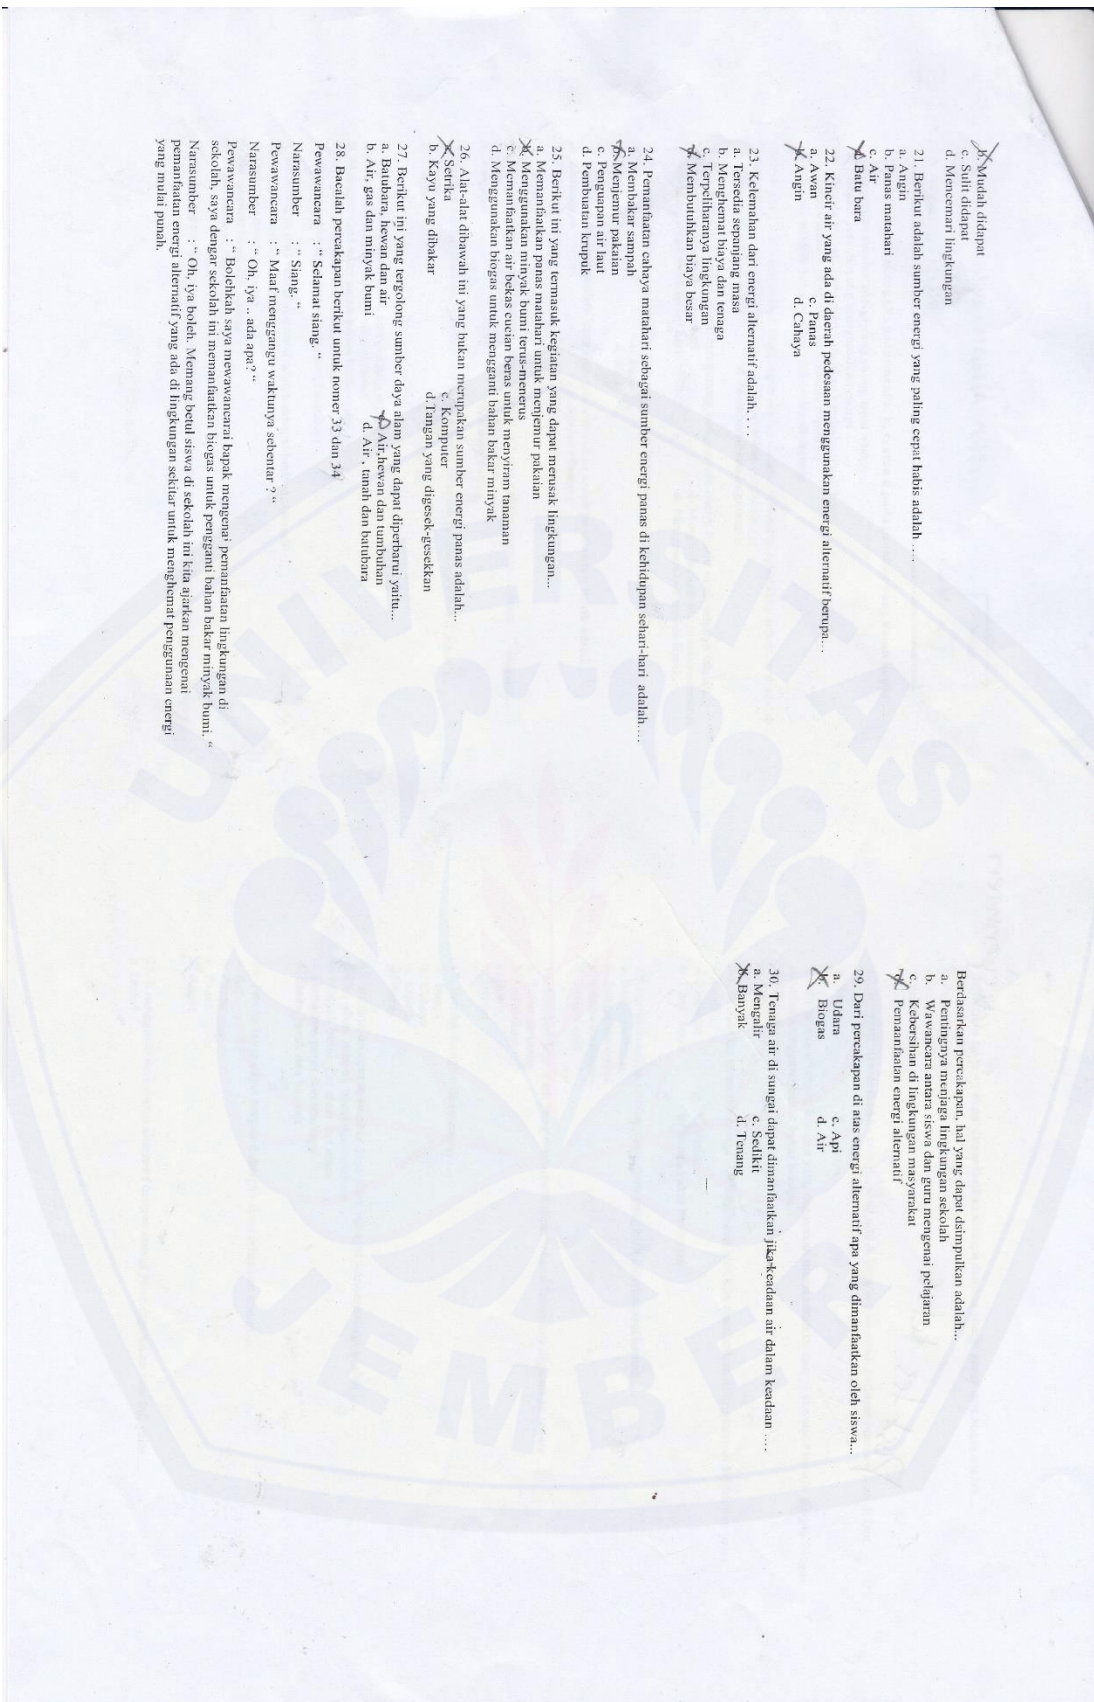 b. Mudah didapat
c. Sulit didapat
d. Mencemari lingkungan
21. Berikut adalah sumber energi yang paling cepat habis adalah ….
a. Angin
b. Panas matahari
c. Air
d. Batu bara
22. Kincir air yang ada di daerah pedesaan menggunakan energi alternatif berupa…
a. Awan c. Panas
b. Angin d. Cahaya
23. Kelemahan dari energi alternatif adalah. . . .
a. Tersedia sepanjang masa
b. Menghemat biaya dan tenaga
c. Terpeliharanya lingkungan
d. Membutuhkan biaya besar
24. Pemanfaatan cahaya matahari sebagai sumber energi panas di kehidupan sehari-hari adalah….
a. Membakar sampah
b. Menjemur pakaian
c. Penguapan air laut
d. Pembuatan krupuk
25. Berikut ini yang termasuk kegiatan yang dapat merusak lingkungan...
a. Memanfaatkan panas matahari untuk menjemur pakaian
b. Menggunakan minyak bumi terus-menerus
c. Memanfaatkan air bekas cucian beras untuk menyiram tanaman
d. Menggunakan biogas untuk mengganti bahan bakar minyak
26. Alat-alat dibawah ini yang bukan merupakan sumber energi panas adalah...
a. Setrika c. Komputer
b. Kayu yang dibakar d.Tangan yang digesek-gesekkan
27. Berikut ini yang tergolong sumber daya alam yang dapat diperbarui yaitu...
a. Batubara, hewan dan air c. Air,hewan dan tumbuhan
b. Air, gas dan minyak bumi d. Air , tanah dan batubara
28. Bacalah percakapan berikut untuk nomer 33 dan 34
Pewawancara : “ Selamat siang. “
Narasumber : “ Siang. “
Pewawancara : “ Maf menggangu waktunya sebentar ? “
Narasumber : “ Oh, iya .. ada apa? “
Pewawancara : “ Bolehkah saya mewawancarai bapak mengenai pemanfaatan lingkungan di
sekolah, saya dengar sekolah ini memanfaatkan biogas untuk pengganti bahan bakar minyak bumi. “
Narasumber : “ Oh, iya boleh. Memang betul siswa di sekolah ini kita ajarkan mengenai
pemanfaatan energi alternatif yang ada di lingkungan sekitar untuk menghemat penggunaan energi
yang mulai punah.
Berdasarkan percakapan, hal yang dapat dsimpulkan adalah...
a. Pentingnya menjaga lingkungan sekolah
b. Wawancara antara siswa dan guru mengenai pelajaran
c. Kebersihan di lingkungan masyarakat
d. Pemaanfaatan energi alternatif
29. Dari percakapan di atas energi alternatif apa yang dimanfaatkan oleh siswa...
a. Udara c. Api
b. Biogas d. Air
30. Tenaga air di sungai dapat dimanfaatkan jika keadaan air dalam keadaan ….
a. Mengalir c. Sedikit
b. Banyak d. Tenang
UNIVERSITAS
JEMBER